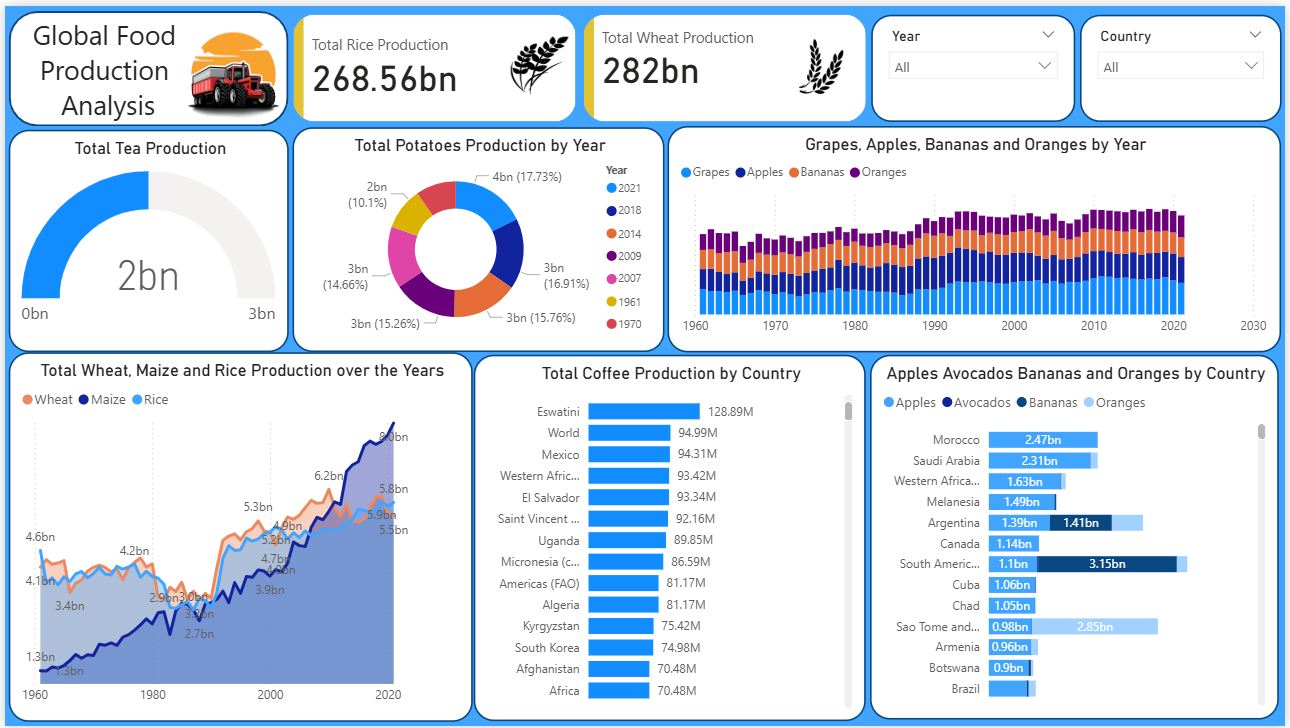 Global Food
Production
Analysis
Total Rice Production
268.56bn
Total Wheat Production
282bn
Year
All
Country
All
Total Tea Production
2bn
0bn
3bn
Total Potatoes Production by Year
4bn (17.73%)
3bn
(16.91%)
3bn (15.76%)
3bn (15.26%)
3bn
(14.66%)
2bn
(10.1%)
Year
2021
2018
2014
2009
2007
1961
1970
Grapes, Apples, Bananas and Oranges by Year
Grapes Apples Bananas Oranges
1960 1970 1980 1990 2000 2010 2020 2030
Total Wheat, Maize and Rice Production over the Years
Wheat Maize Rice
8.0bn
6.2bn
5.8bn
5.3bn
5.9bn
4.9bn
5.5bn
4.6bn
5.2bn
4.2bn
4.7bn
4.1bn
3.9bn
2.9bn
3.0bn
3.4bn
2.7bn
1.3bn
1.3bn
1960 1980 2000 2020
Total Coffee Production by Country
Eswatini 128.89M
World 94.99M
Mexico 94.31M
Western Afric... 93.42M
El Salvador 93.34M
Saint Vincent ... 92.16M
Uganda 89.85M
Micronesia (c... 86.59M
Americas (FAO) 81.17M
Algeria 81.17M
Kyrgyzstan 75.42M
South Korea 74.98M
Afghanistan 70.48M
Africa 70.48M
Apples Avocados Bananas and Oranges by Country
Apples Avocados Bananas Oranges
Morocco 2.47bn
Saudi Arabia 2.31bn
Western Africa... 1.63bn
Melanesia 1.49bn
Argentina 1.39bn 1.41bn
Canada 1.14bn
South Americ... 1.1bn 3.15bn
Cuba 1.06bn
Chad 1.05bn
Sao Tome and... 0.98bn 2.85bn
Armenia 0.96bn
Botswana 0.9bn
Brazil